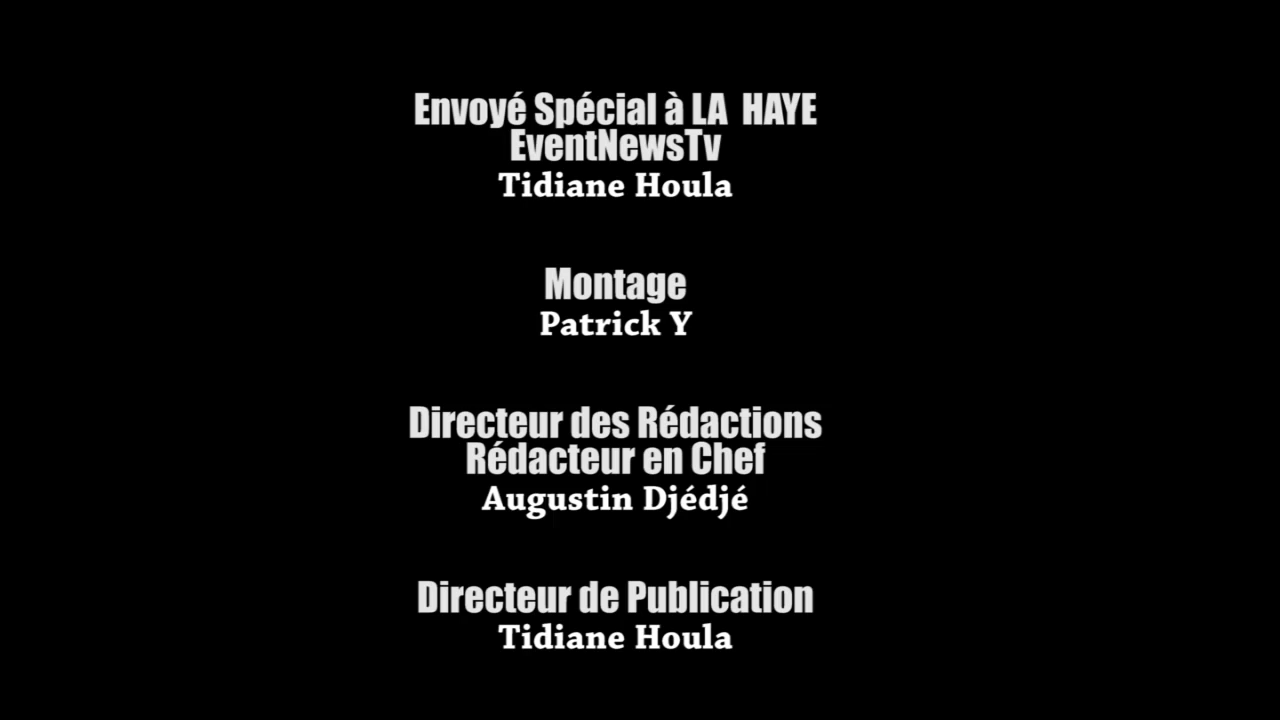 Envoyé Spécial à LA HAYE
EventNewsTv
Tidiane Houla
Montage
Patrick Y
Directeur des Rédactions
Rédacteur en Chef
Augustin Djédjé
Directeur de Publication
Tidiane Houla